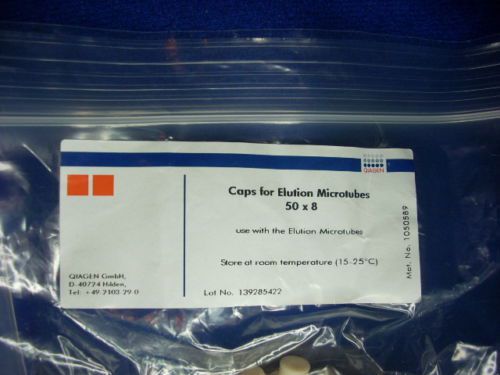 QIAGEN
Caps for Elution Microtubes
50 x 8
use with the Elution Microtubes
Store at room temperature (15-25°C)
Lot No. 139285422
QIAGEN GmbH,
D-40724 Hilden,
Tel: +49 2103 29 0
Mat. No. 1050589